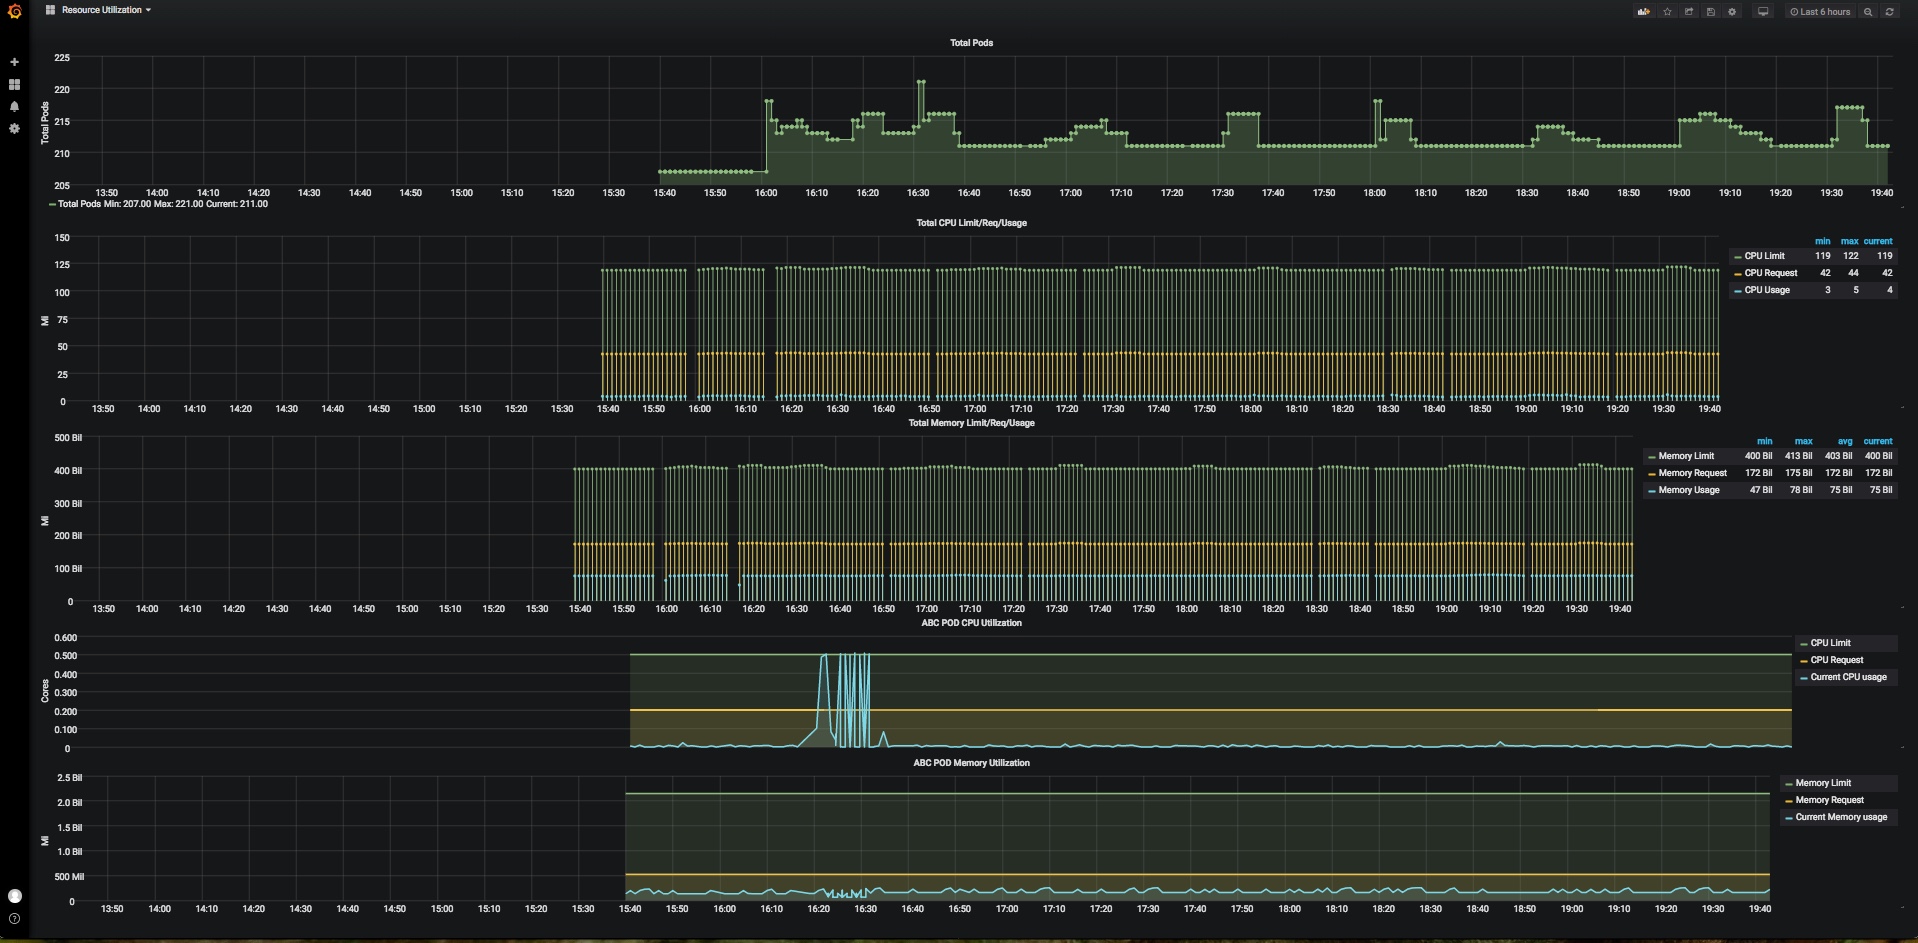 Resource Utilization
Last 6 hours
Total Pods
225
220
215
210
205
Total Pods
13:50 14:00 14:10 14:20 14:30 14:40 14:50 15:00 15:10 15:20 15:30 15:40 15:50 16:00 16:10 16:20 16:30 16:40 16:50 17:00 17:10 17:20 17:30 17:40 17:50 18:00 18:10 18:20 18:30 18:40 18:50 19:00 19:10 19:20 19:30 19:40
Total Pods Min: 207.00 Max: 221.00 Current: 211.00
Total CPU Limit/Req/Usage
150
125
100
75
50
25
0
Mi
13:50 14:00 14:10 14:20 14:30 14:40 14:50 15:00 15:10 15:20 15:30 15:40 15:50 16:00 16:10 16:20 16:30 16:40 16:50 17:00 17:10 17:20 17:30 17:40 17:50 18:00 18:10 18:20 18:30 18:40 18:50 19:00 19:10 19:20 19:30 19:40
min max current
CPU Limit 119 122 119
CPU Request 42 44 42
CPU Usage 3 5 4
Total Memory Limit/Req/Usage
500 Bil
400 Bil
300 Bil
200 Bil
100 Bil
0
Mi
13:50 14:00 14:10 14:20 14:30 14:40 14:50 15:00 15:10 15:20 15:30 15:40 15:50 16:00 16:10 16:20 16:30 16:40 16:50 17:00 17:10 17:20 17:30 17:40 17:50 18:00 18:10 18:20 18:30 18:40 18:50 19:00 19:10 19:20 19:30 19:40
min max avg current
Memory Limit 400 Bil 413 Bil 403 Bil 400 Bil
Memory Request 172 Bil 175 Bil 172 Bil 172 Bil
Memory Usage 47 Bil 78 Bil 75 Bil 75 Bil
ABC POD CPU Utilization
0.600
0.500
0.400
0.300
0.200
0.100
0
Cores
CPU Limit
CPU Request
Current CPU usage
ABC POD Memory Utilization
2.5 Bil
2.0 Bil
1.5 Bil
1.0 Bil
500 Mil
0
Mi
13:50 14:00 14:10 14:20 14:30 14:40 14:50 15:00 15:10 15:20 15:30 15:40 15:50 16:00 16:10 16:20 16:30 16:40 16:50 17:00 17:10 17:20 17:30 17:40 17:50 18:00 18:10 18:20 18:30 18:40 18:50 19:00 19:10 19:20 19:30 19:40
Memory Limit
Memory Request
Current Memory usage